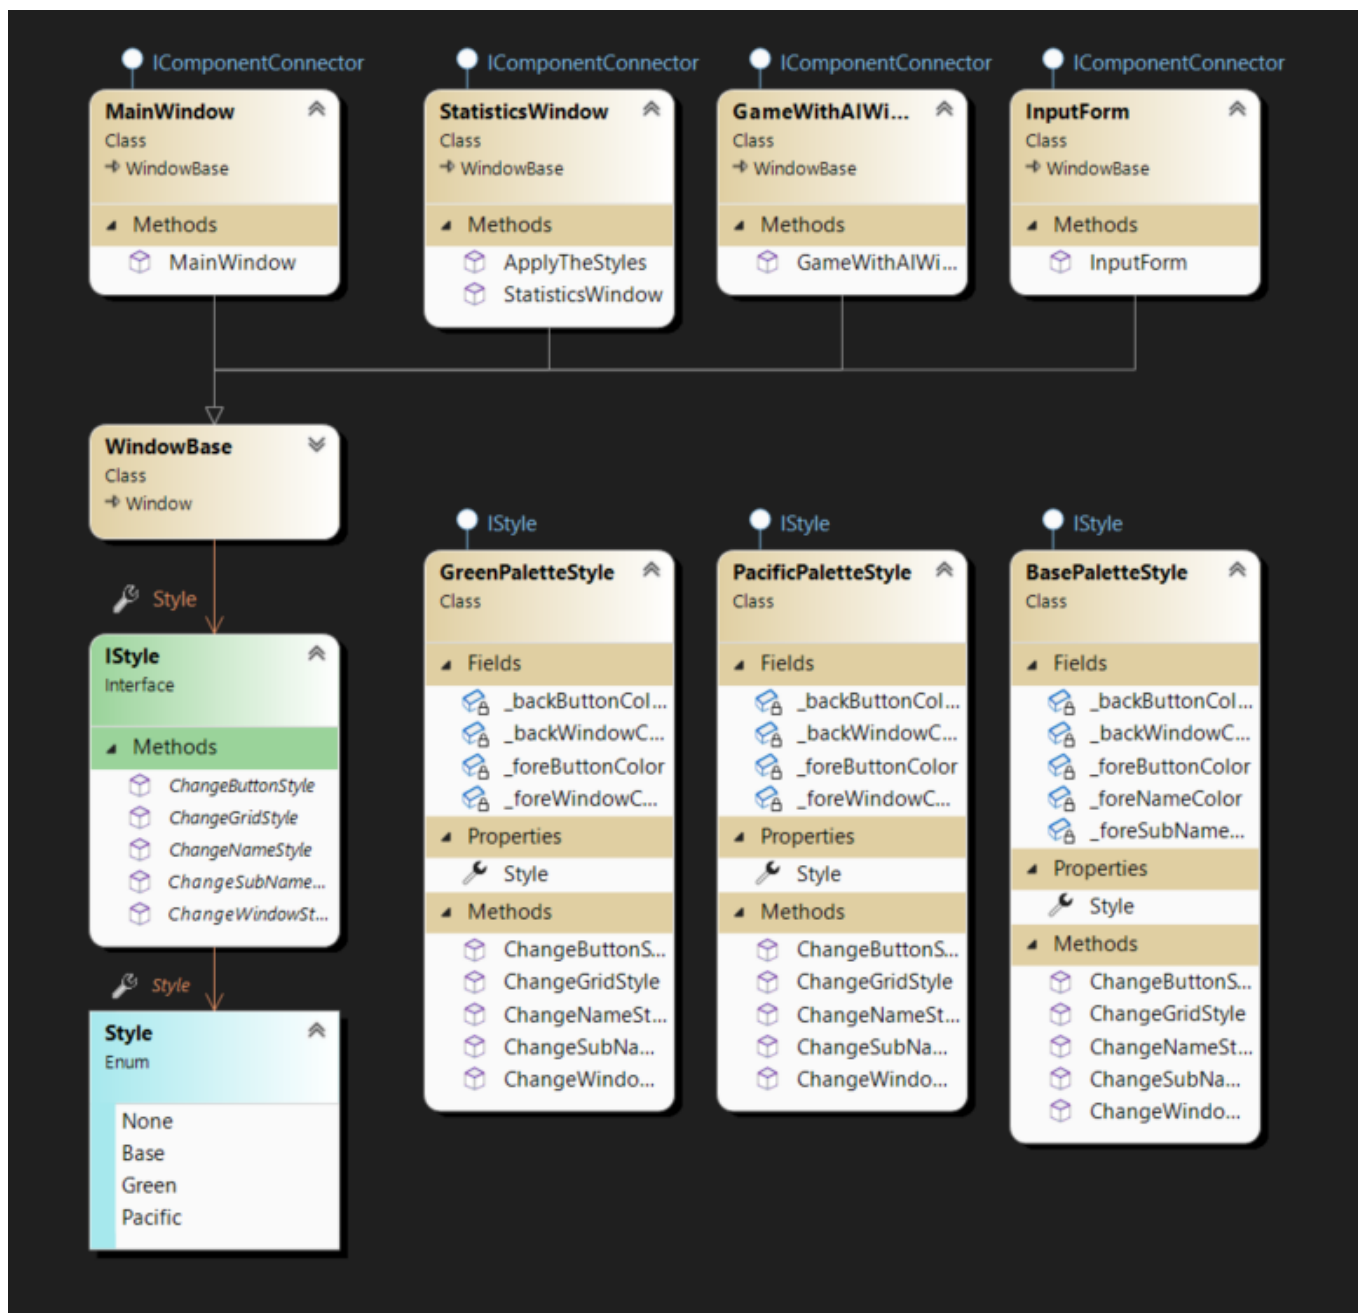 IComponentConnector
MainWindow
Class
WindowBase
Methods
MainWindow
IComponentConnector
StatisticsWindow
Class
WindowBase
Methods
ApplyTheStyles
StatisticsWindow
IComponentConnector
GameWithAIWi...
Class
WindowBase
Methods
GameWithAIWi...
IComponentConnector
InputForm
Class
WindowBase
Methods
InputForm
WindowBase
Class
Window
Style
IStyle
Interface
Methods
ChangeButtonStyle
ChangeGridStyle
ChangeNameStyle
ChangeSubName...
ChangeWindowSt...
Style
Style
Enum
None
Base
Green
Pacific
IStyle
GreenPaletteStyle
Class
Fields
_backButtonCol...
_backWindowC...
_foreButtonColor
_foreWindowC...
Properties
Style
Methods
ChangeButtonS...
ChangeGridStyle
ChangeNameSt...
ChangeSubNa...
ChangeWindo...
IStyle
PacificPaletteStyle
Class
Fields
_backButtonCol...
_backWindowC...
_foreButtonColor
_foreWindowC...
Properties
Style
Methods
ChangeButtonS...
ChangeGridStyle
ChangeNameSt...
ChangeSubNa...
ChangeWindo...
IStyle
BasePaletteStyle
Class
Fields
_backButtonCol...
_backWindowC...
_foreButtonColor
_foreNameColor
_foreSubName...
Properties
Style
Methods
ChangeButtonS...
ChangeGridStyle
ChangeNameSt...
ChangeSubNa...
ChangeWindo...